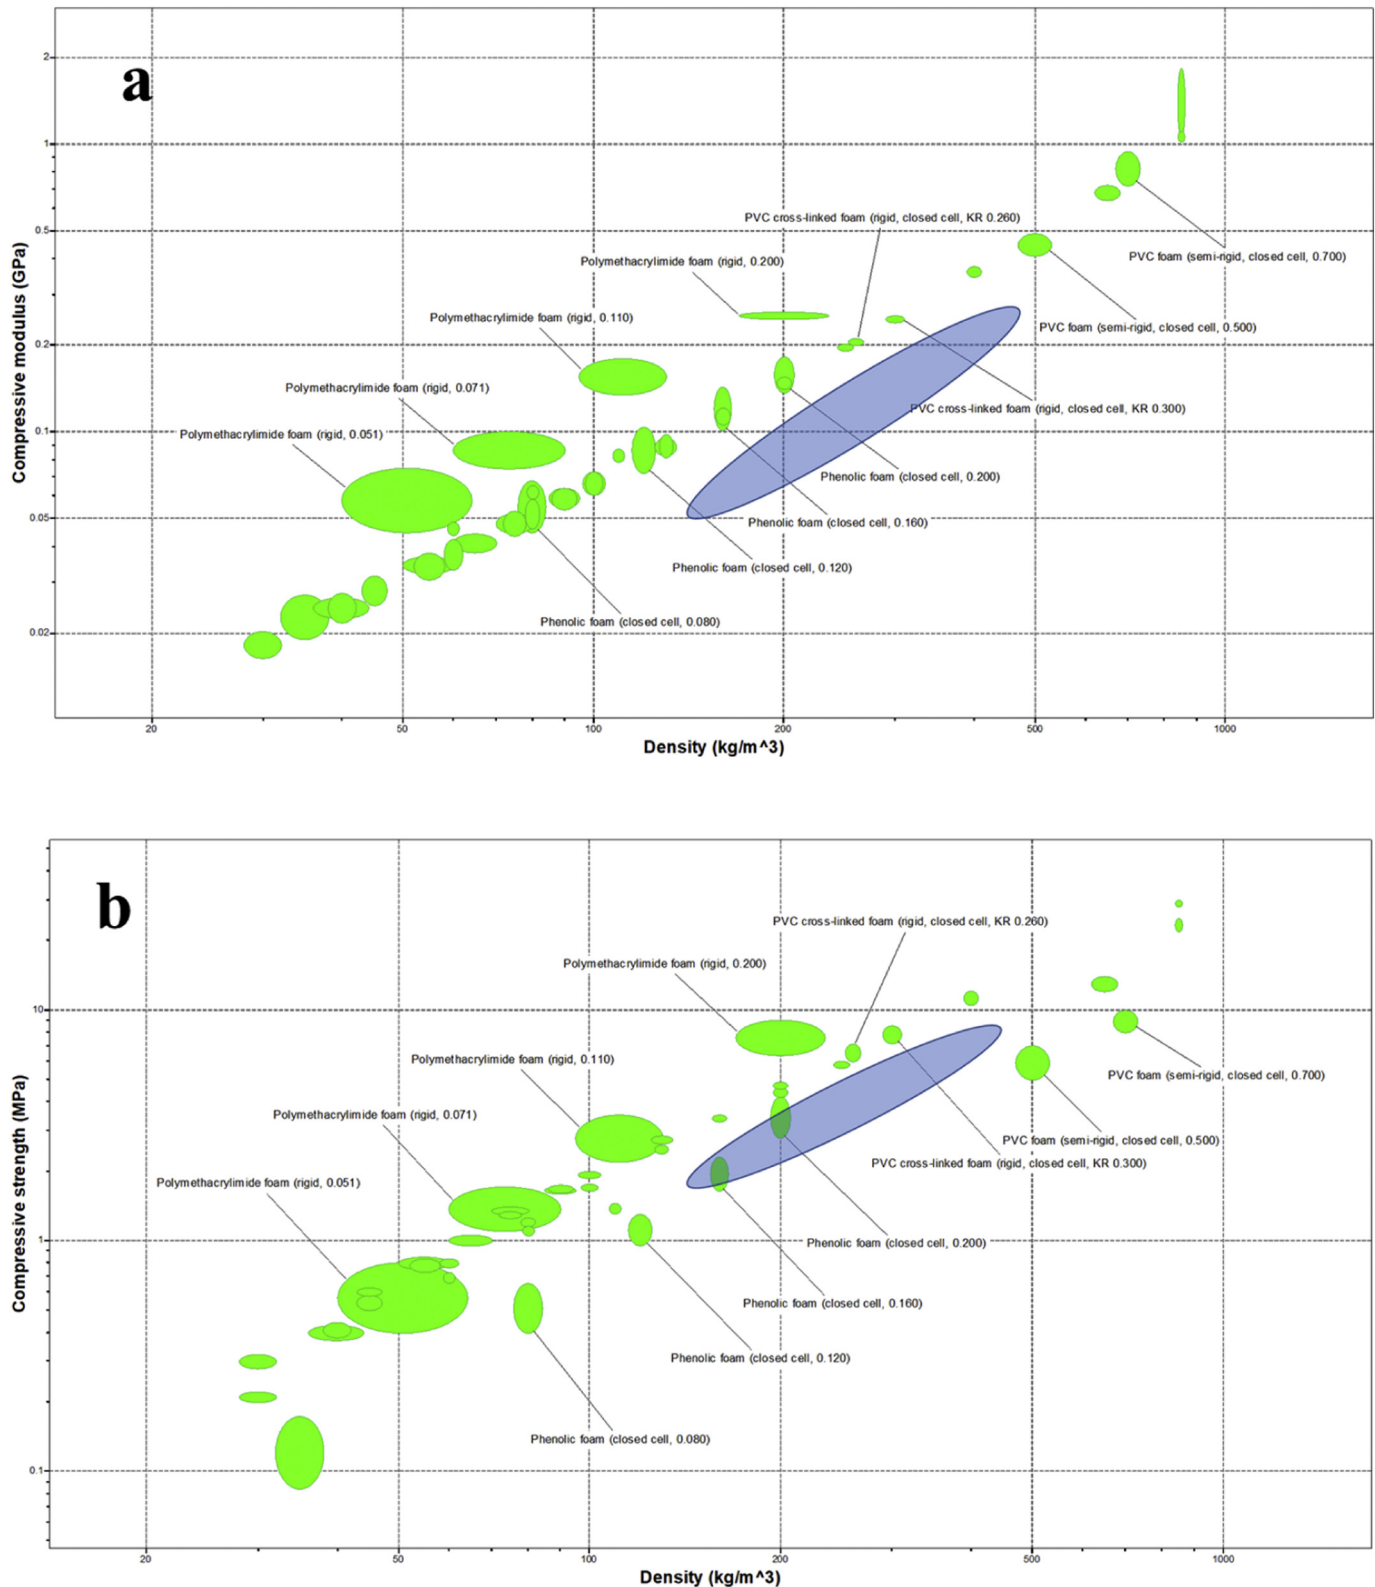 a
2
1
0.5
0.2
0.1
0.05
0.02
Compressive modulus (GPa)
PVC cross-linked foam (rigid, closed cell, KR 0.260)
Polymethacrylimide foam (rigid, 0.200)
PVC foam (semi-rigid, closed cell, 0.700)
Polymethacrylimide foam (rigid, 0.110)
PVC foam (semi-rigid, closed cell, 0.500)
Polymethacrylimide foam (rigid, 0.071)
PVC cross-linked foam (rigid, closed cell, KR 0.300)
Polymethacrylimide foam (rigid, 0.051)
Phenolic foam (closed cell, 0.200)
Phenolic foam (closed cell, 0.160)
Phenolic foam (closed cell, 0.120)
Phenolic foam (closed cell, 0.080)
20 50 100 200 500 1000
Density (kg/m^3)
b
10
1
0.1
Compressive strength (MPa)
PVC cross-linked foam (rigid, closed cell, KR 0.260)
Polymethacrylimide foam (rigid, 0.200)
Polymethacrylimide foam (rigid, 0.110)
PVC foam (semi-rigid, closed cell, 0.700)
Polymethacrylimide foam (rigid, 0.071)
PVC foam (semi-rigid, closed cell, 0.500)
PVC cross-linked foam (rigid, closed cell, KR 0.300)
Polymethacrylimide foam (rigid, 0.051)
Phenolic foam (closed cell, 0.200)
Phenolic foam (closed cell, 0.160)
Phenolic foam (closed cell, 0.120)
Phenolic foam (closed cell, 0.080)
20 50 100 200 500 1000
Density (kg/m^3)